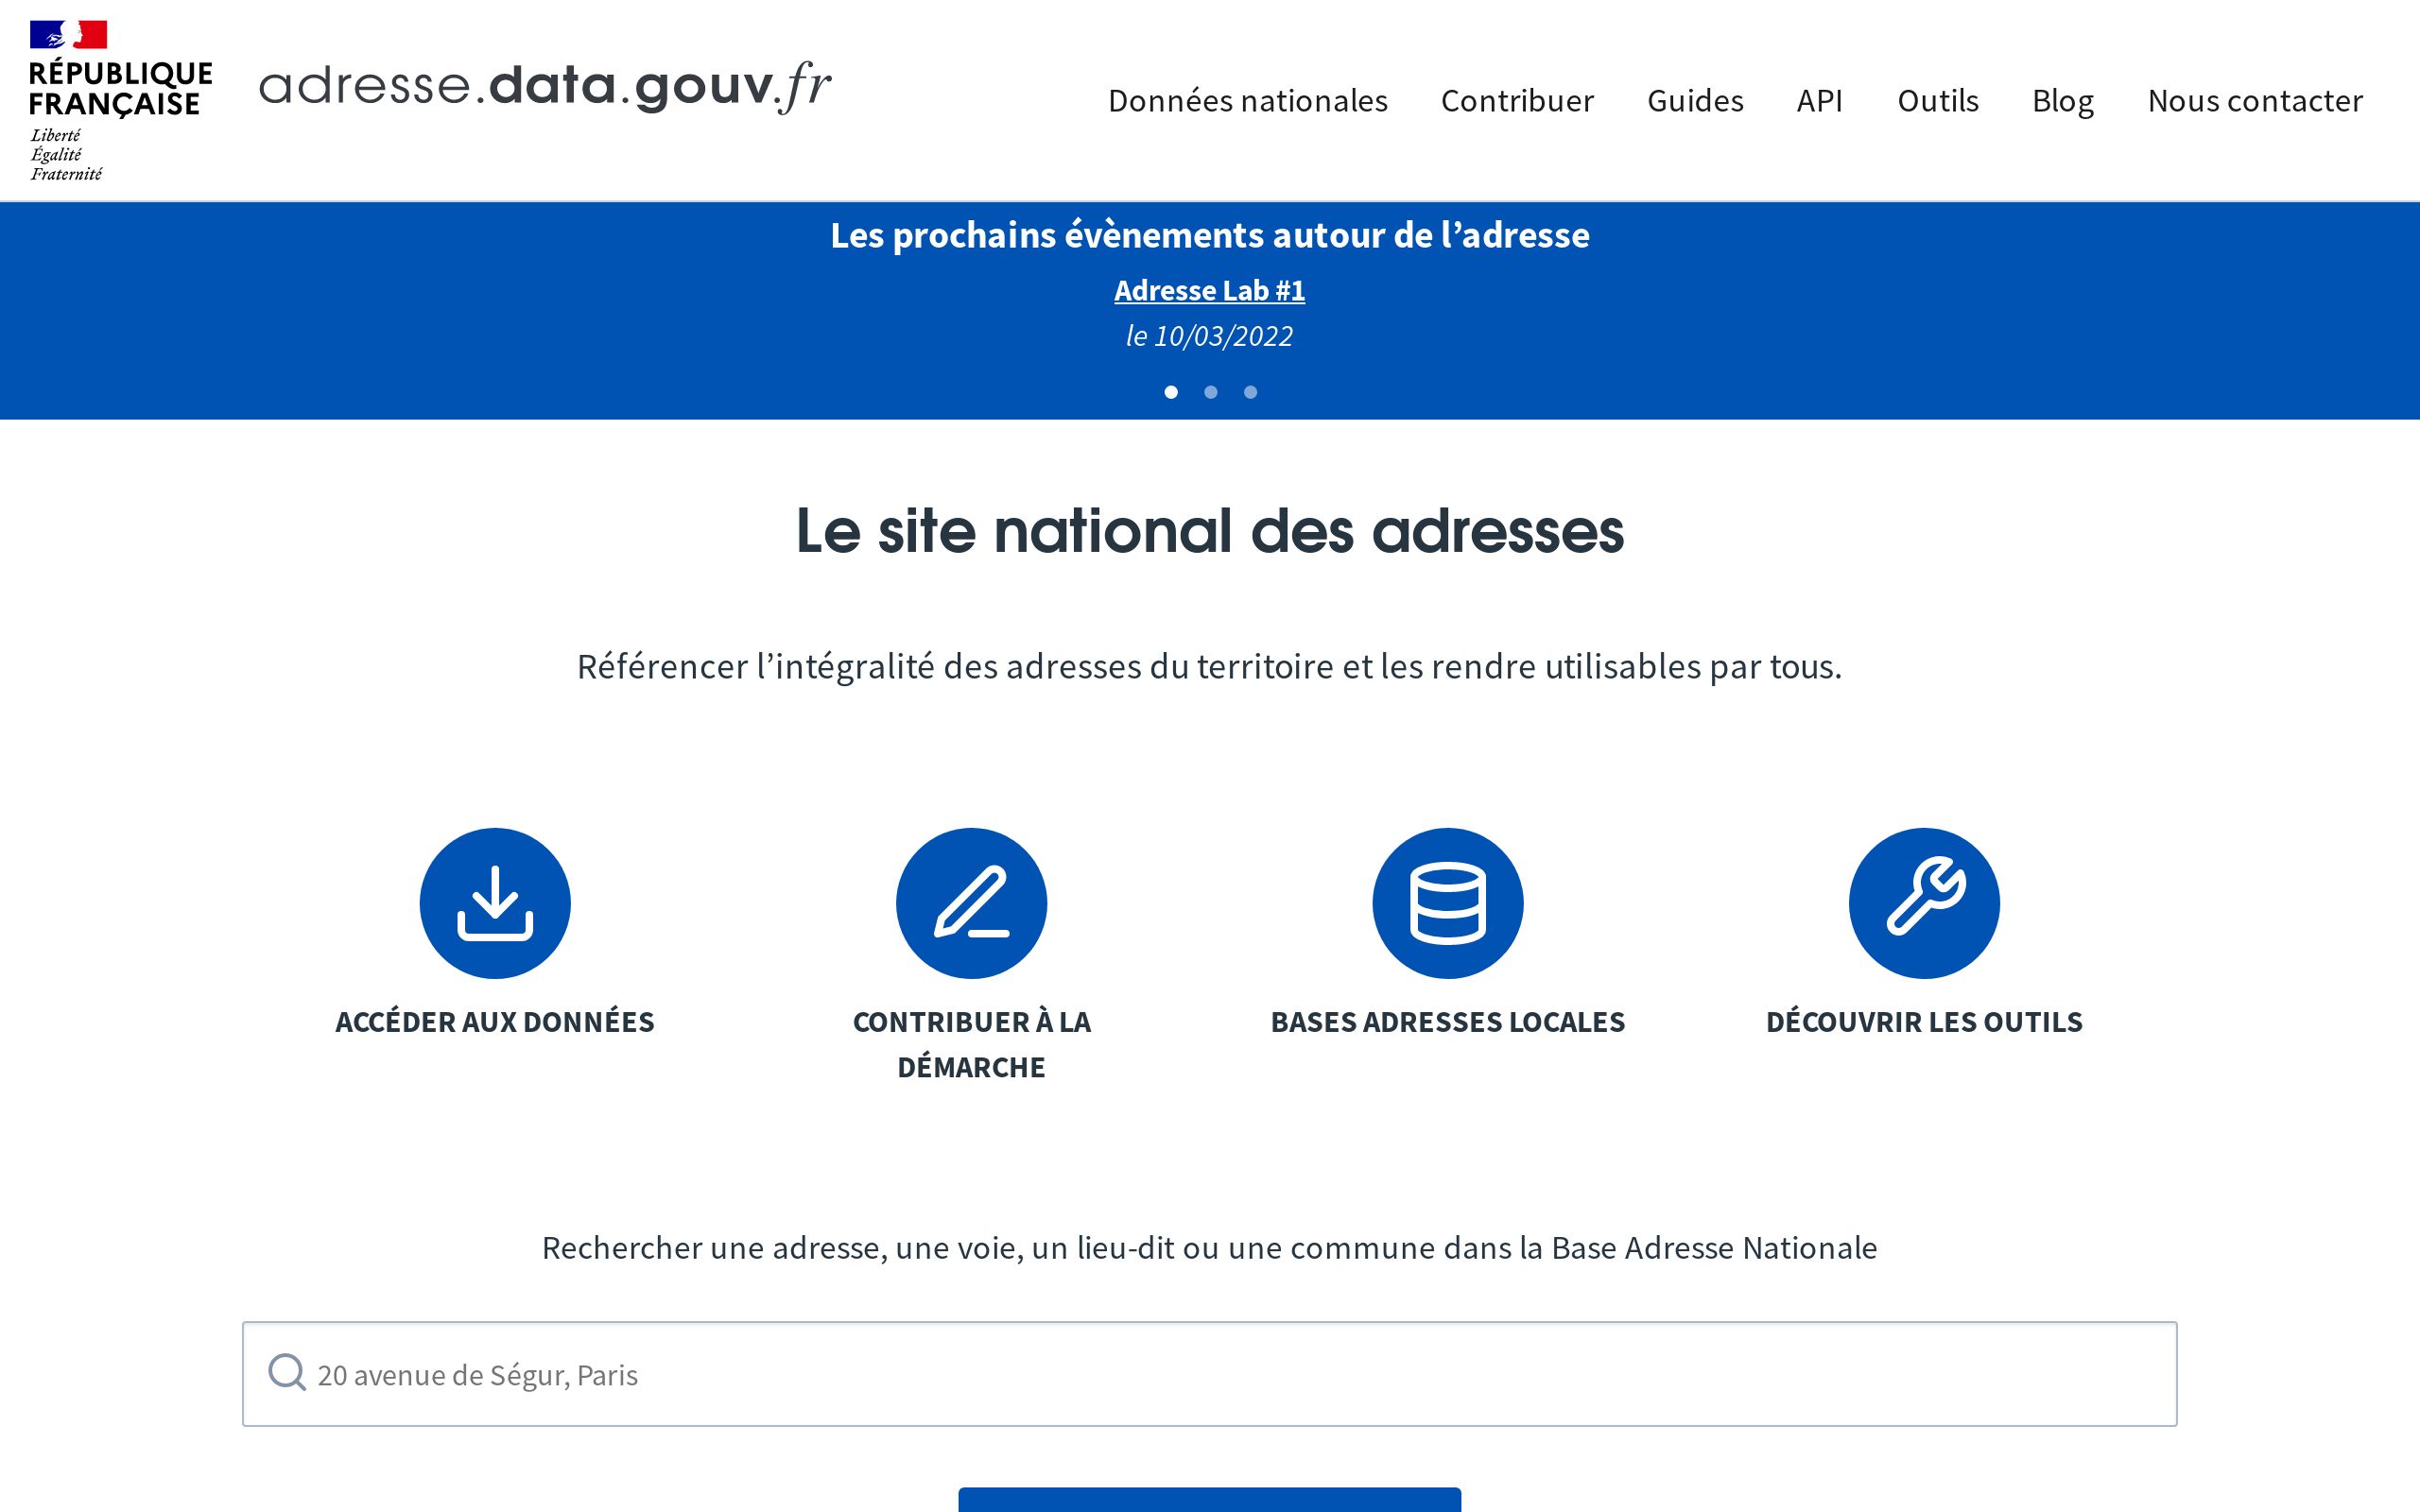 RÉPUBLIQUE
FRANÇAISE
Liberté
Égalité
Fraternité
adresse.data.gouv.fr
Données nationales Contribuer Guides API Outils Blog Nous contacter
Les prochains évènements autour de l’adresse
Adresse Lab #1
le 10/03/2022
Le site national des adresses
Référencer l’intégralité des adresses du territoire et les rendre utilisables par tous.
ACCÉDER AUX DONNÉES
CONTRIBUER À LA
DÉMARCHE
BASES ADRESSES LOCALES
DÉCOUVRIR LES OUTILS
Rechercher une adresse, une voie, un lieu-dit ou une commune dans la Base Adresse Nationale
20 avenue de Ségur, Paris